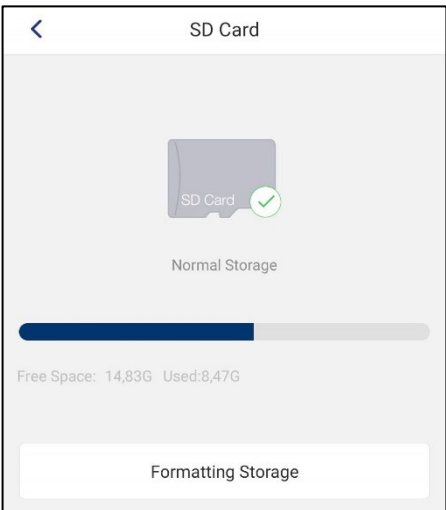 SD Card
SD Card
Normal Storage
Free Space: 14,83G Used:8,47G
Formatting Storage